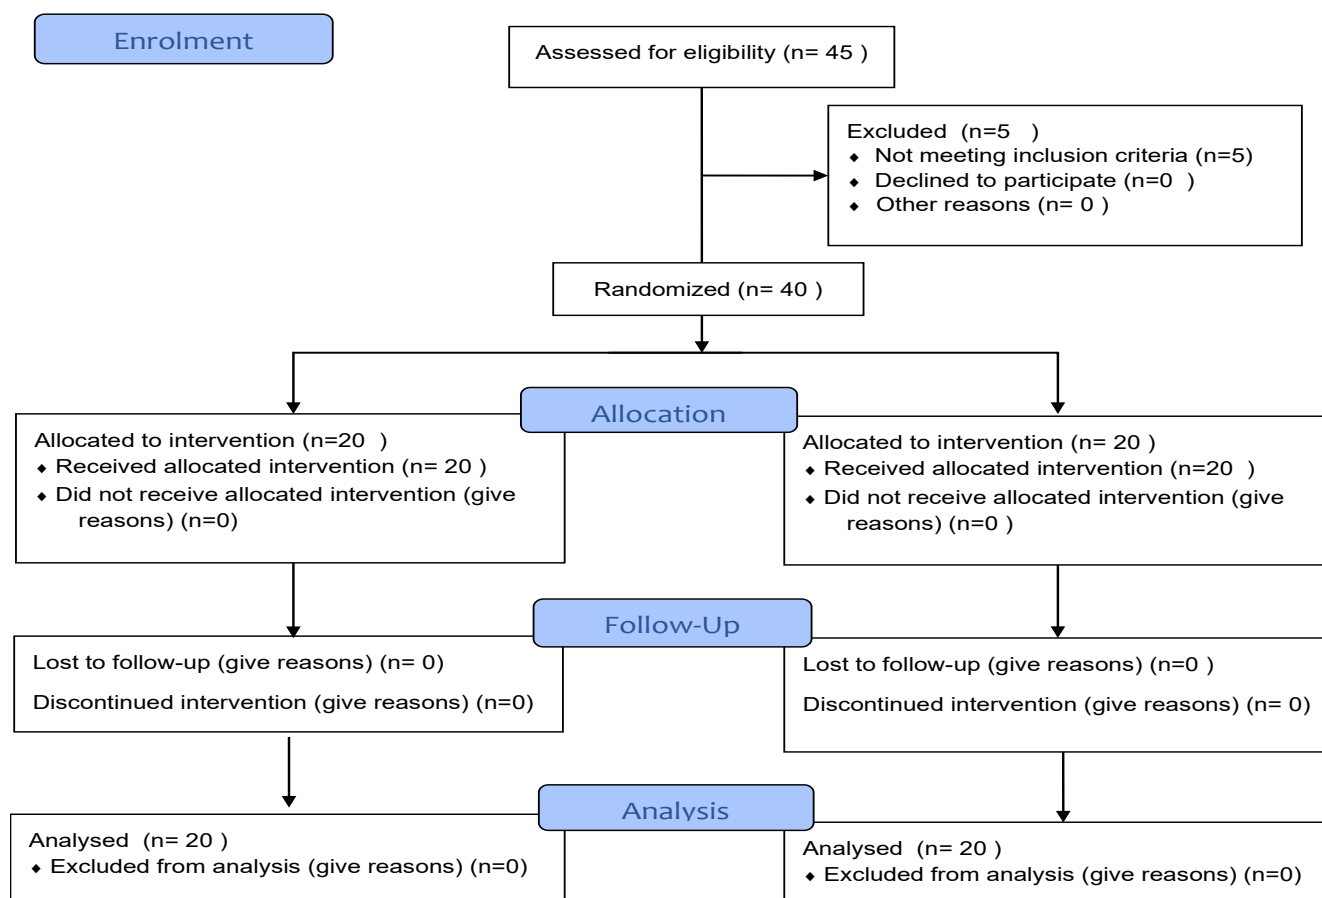 Enrolment
Assessed for eligibility (n= 45 )
Excluded (n=5 )
⬥ Not meeting inclusion criteria (n=5)
⬥ Declined to participate (n=0 )
⬥ Other reasons (n= 0 )
Randomized (n= 40 )
Allocation
Allocated to intervention (n=20 )
⬥ Received allocated intervention (n= 20 )
⬥ Did not receive allocated intervention (give
reasons) (n=0)
Allocated to intervention (n= 20 )
⬥ Received allocated intervention (n=20 )
⬥ Did not receive allocated intervention (give
reasons) (n=0 )
Follow-Up
Lost to follow-up (give reasons) (n= 0)
Discontinued intervention (give reasons) (n=0)
Lost to follow-up (give reasons) (n=0 )
Discontinued intervention (give reasons) (n= 0)
Analysis
Analysed (n= 20 )
⬥ Excluded from analysis (give reasons) (n=0)
Analysed (n= 20 )
⬥ Excluded from analysis (give reasons) (n=0)